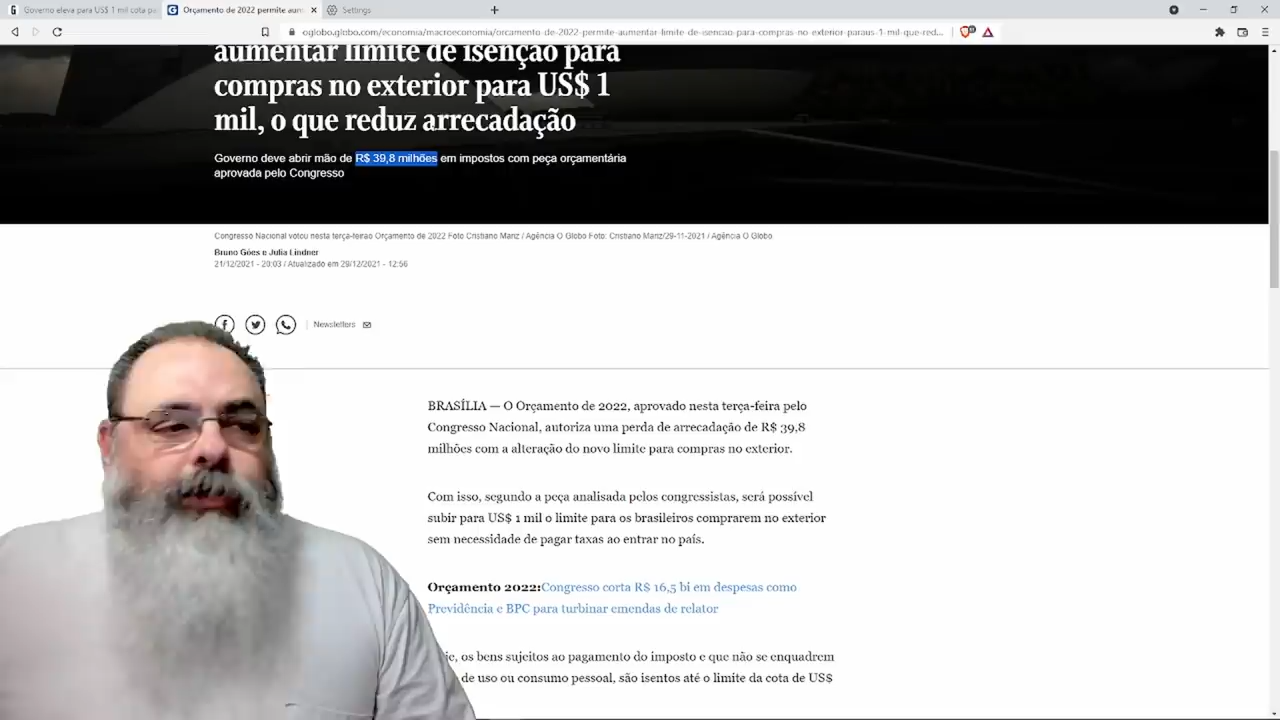 Governo eleva para US$ 1 mil cota pa
Orçamento de 2022 permite aum
Settings
oglobo.globo.com/economia/macroeconomia/orcamento-de-2022-permite-aumentar-limite-de-isencao-para-compras-no-exterior-paraus-1-mil-que-red...
aumentar limite de isenção para
compras no exterior para US$ 1
mil, o que reduz arrecadação
Governo deve abrir mão de R$ 39,8 milhões em impostos com peça orçamentária
aprovada pelo Congresso
Congresso Nacional votou nesta terça-feirao Orçamento de 2022 Foto Cristiano Mariz / Agência O Globo Foto: Cristiano Mariz/29-11-2021 / Agência O Globo
Bruno Góes e Julia Lindner
21/12/2021 - 20:03 / Atualizado em 29/12/2021 - 12:56
Newsletters
BRASÍLIA — O Orçamento de 2022, aprovado nesta terça-feira pelo
Congresso Nacional, autoriza uma perda de arrecadação de R$ 39,8
milhões com a alteração do novo limite para compras no exterior.
Com isso, segundo a peça analisada pelos congressistas, será possível
subir para US$ 1 mil o limite para os brasileiros comprarem no exterior
sem necessidade de pagar taxas ao entrar no país.
Orçamento 2022:Congresso corta R$ 16,5 bi em despesas como
Previdência e BPC para turbinar emendas de relator
os bens sujeitos ao pagamento do imposto e que não se enquadrem
de uso ou consumo pessoal, são isentos até o limite da cota de US$